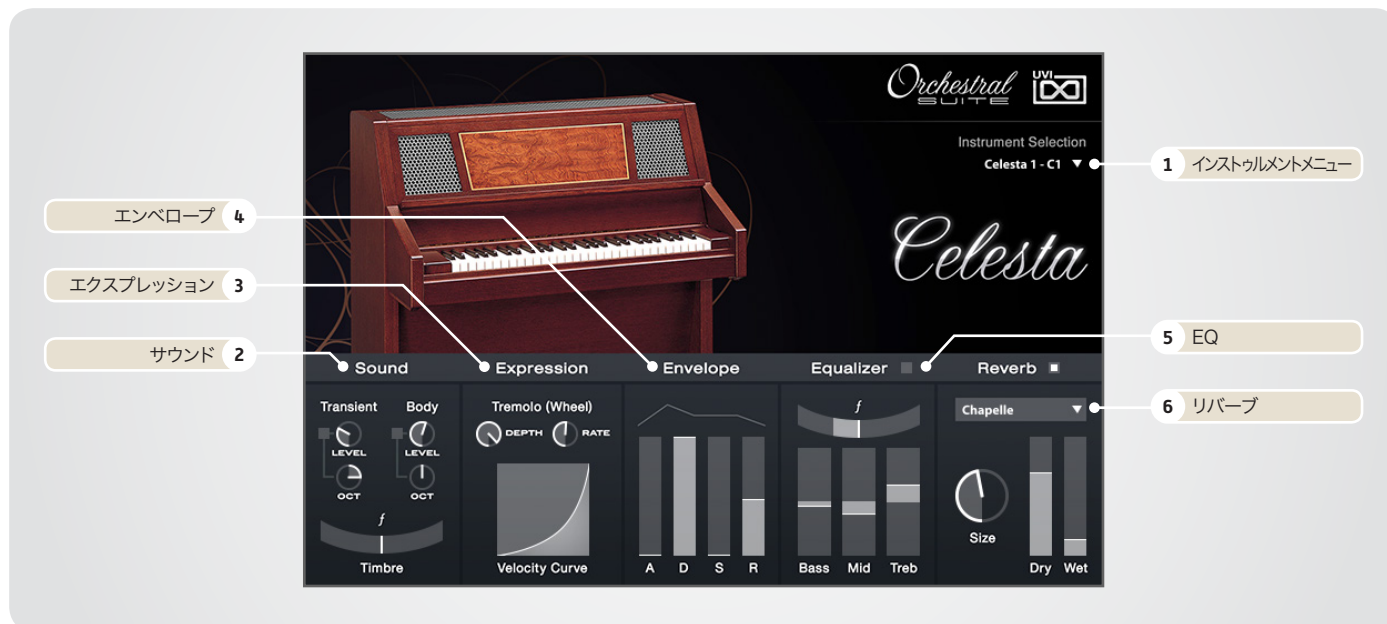 Orchestral
SUITE
UVI
Instrument Selection
Celesta 1 - C1
1 インストゥルメントメニュー
エンベロープ 4
Celesta
エクスプレッション 3
サウンド 2
5 EQ
Sound
Expression
Envelope
Equalizer
Reverb
Transient Body
LEVEL LEVEL
OCT OCT
f
Timbre
Tremolo (Wheel)
DEPTH RATE
Velocity Curve
A D S R
f
Bass Mid Treb
Chapelle
6 リバーブ
Size
Dry Wet